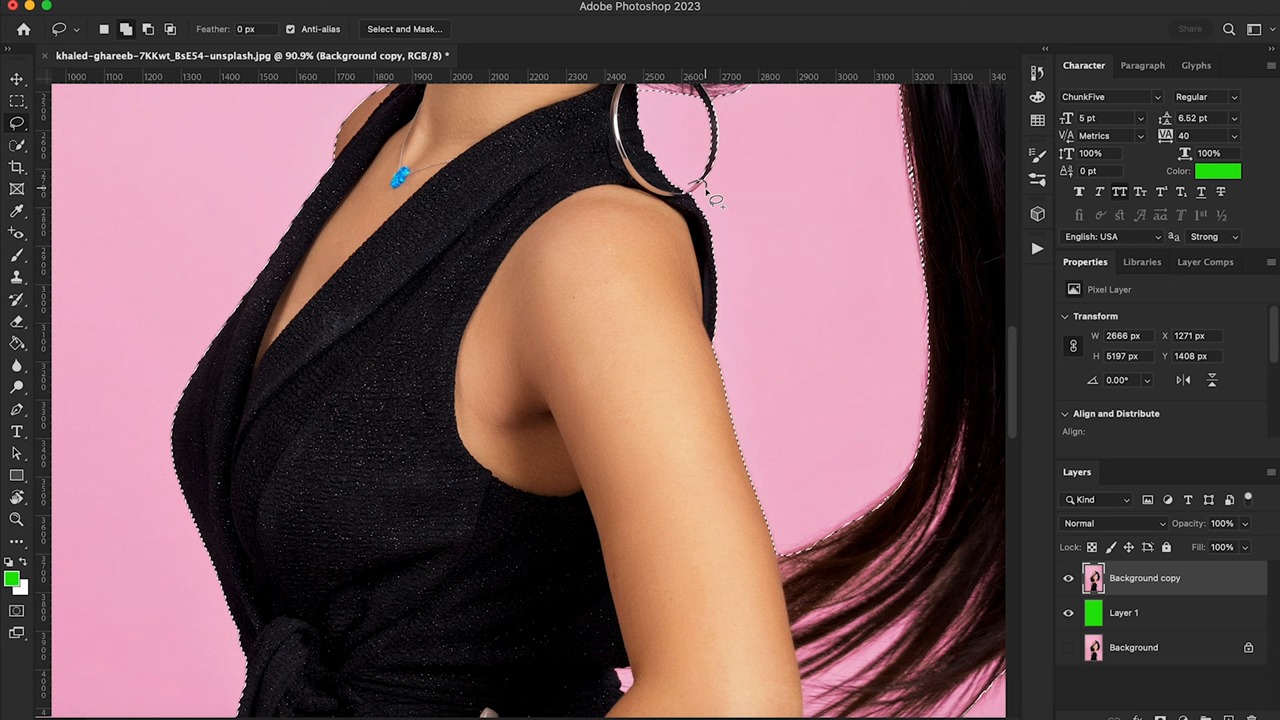 Adobe Photoshop 2023
Feather: 0 px Anti-alias Select and Mask... Share
khaled-ghareeb-7KKwt_BsE54-unsplash.jpg @ 90.9% (Background copy, RGB/8) *
1000 1100 1200 1300 1400 1500 1600 1700 1800 1900 2000 2100 2200 2300 2400 2500 2600 2700 2800 2900 3000 3100 3200 3300 340
Character Paragraph Glyphs
ChunkFive Regular
5 pt 6.52 pt
Metrics 40
100% 100%
0 pt Color:
English: USA Strong
Properties Libraries Layer Comps
Pixel Layer
Transform
W 2666 px X 1271 px
H 5197 px Y 1408 px
0.00°
Align and Distribute
Align:
Layers
Kind
Normal Opacity: 100%
Lock: Fill: 100%
Background copy
Layer 1
Background